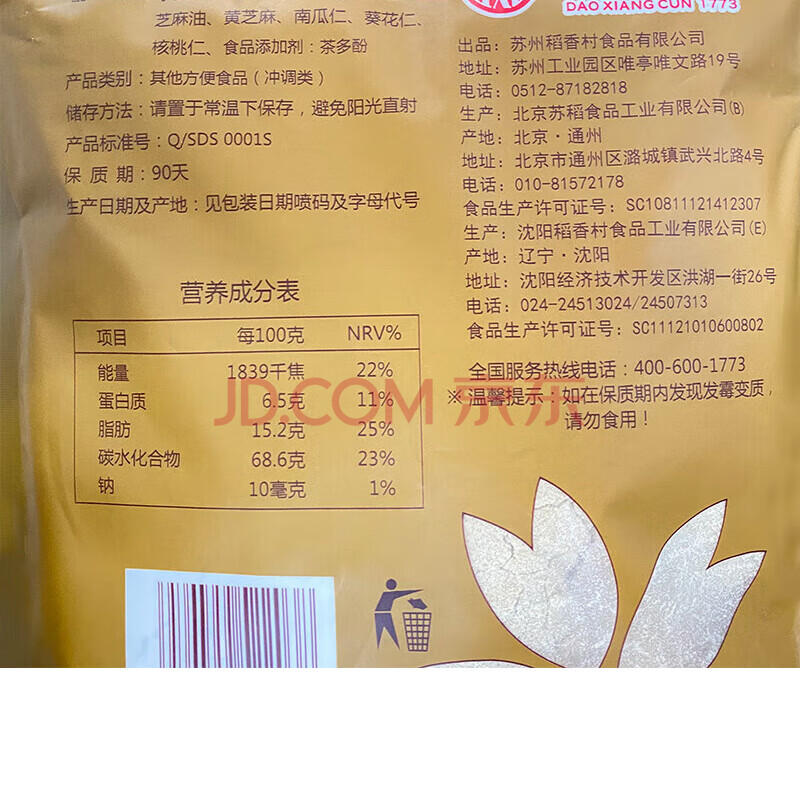 芝麻油、黄芝麻、南瓜仁、葵花仁、
核桃仁、食品添加剂：茶多酚
产品类别：其他方便食品（冲调类）
储存方法：请置于常温下保存，避免阳光直射
产品标准号：Q/SDS 0001S
保 质 期：90天
生产日期及产地：见包装日期喷码及字母代号
营养成分表
项目 每100克 NRV%
能量 1839千焦 22%
蛋白质 6.5克 11%
脂肪 15.2克 25%
碳水化合物 68.6克 23%
钠 10毫克 1%
DAO XIANG CUN 1773
出品：苏州稻香村食品有限公司
地址：苏州工业园区唯亭唯文路19号
电话：0512-87182818
生产：北京苏稻食品工业有限公司(B)
产地：北京·通州
地址：北京市通州区潞城镇武兴北路4号
电话：010-81572178
食品生产许可证号：SC10811121412307
生产：沈阳稻香村食品工业有限公司(E)
产地：辽宁·沈阳
地址：沈阳经济技术开发区洪湖一街26号
电话：024-24513024/24507313
食品生产许可证号：SC11121010600802
全国服务热线电话：400-600-1773
※温馨提示：如在保质期内发现发霉变质，
请勿食用！
JD.COM 京东